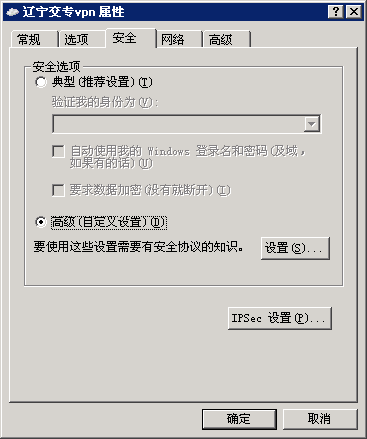 辽宁交专vpn 属性
常规 选项 安全 网络 高级
安全选项
典型(推荐设置)(T)
验证我的身份为(V):
自动使用我的 Windows 登录名和密码(及域，
如果有的话)(U)
要求数据加密(没有就断开)(I)
高级(自定义设置)(D)
要使用这些设置需要有安全协议的知识。
设置(S)...
IPSec 设置(P)...
确定 取消